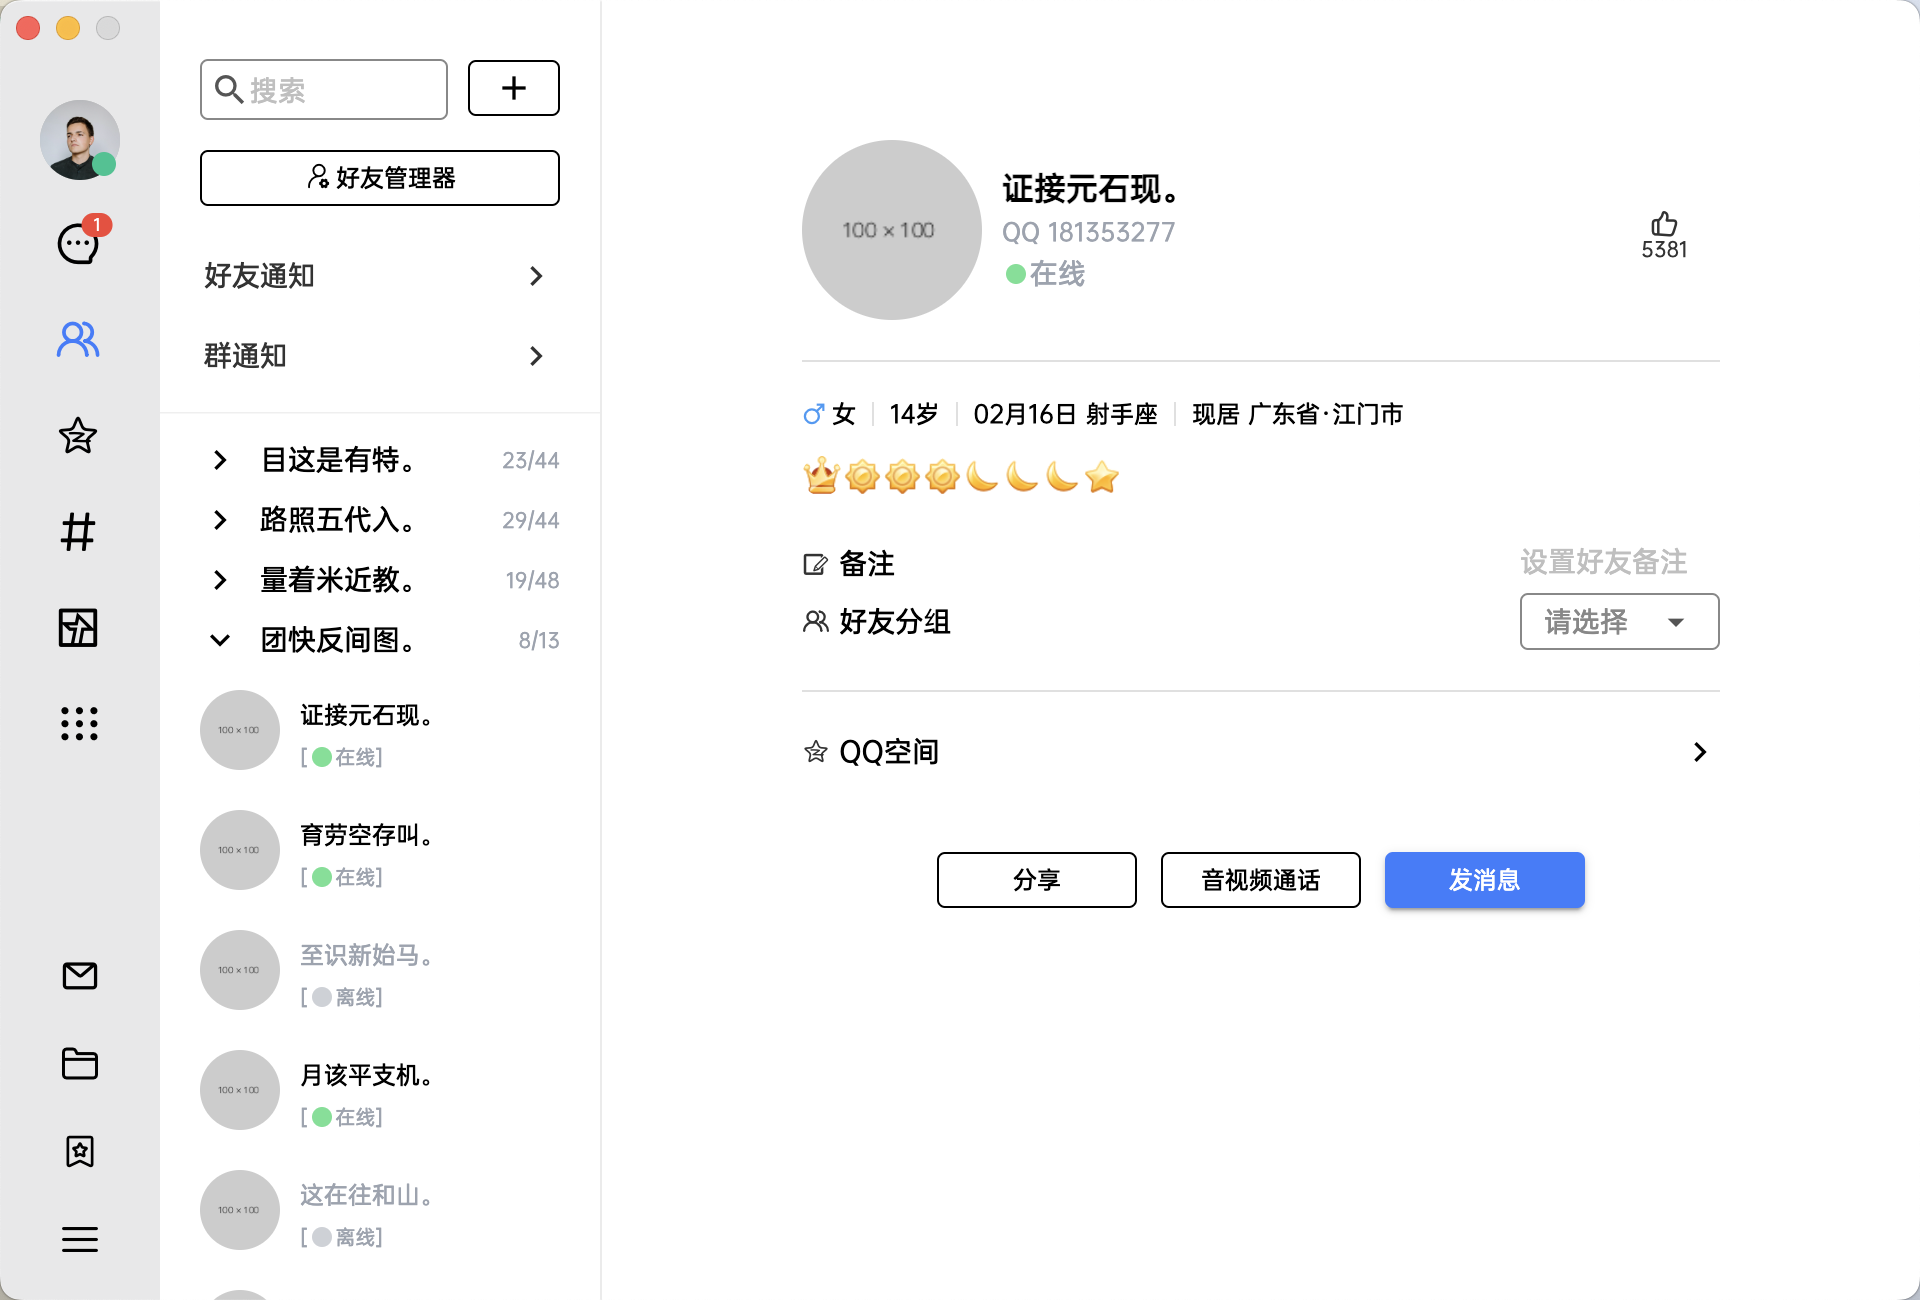 1
搜索
好友管理器
好友通知
群通知
目这是有特。 23/44
路照五代入。 29/44
量着米近教。 19/48
团快反间图。 8/13
100 × 100
证接元石现。
[在线]
100 × 100
育劳空存叫。
[在线]
100 × 100
至识新始马。
[离线]
100 × 100
月该平支机。
[在线]
100 × 100
这在往和山。
[离线]
100 × 100
证接元石现。
QQ 181353277
在线
5381
女 14岁 02月16日 射手座 现居 广东省·江门市
备注 设置好友备注
好友分组 请选择
QQ空间
分享 音视频通话 发消息